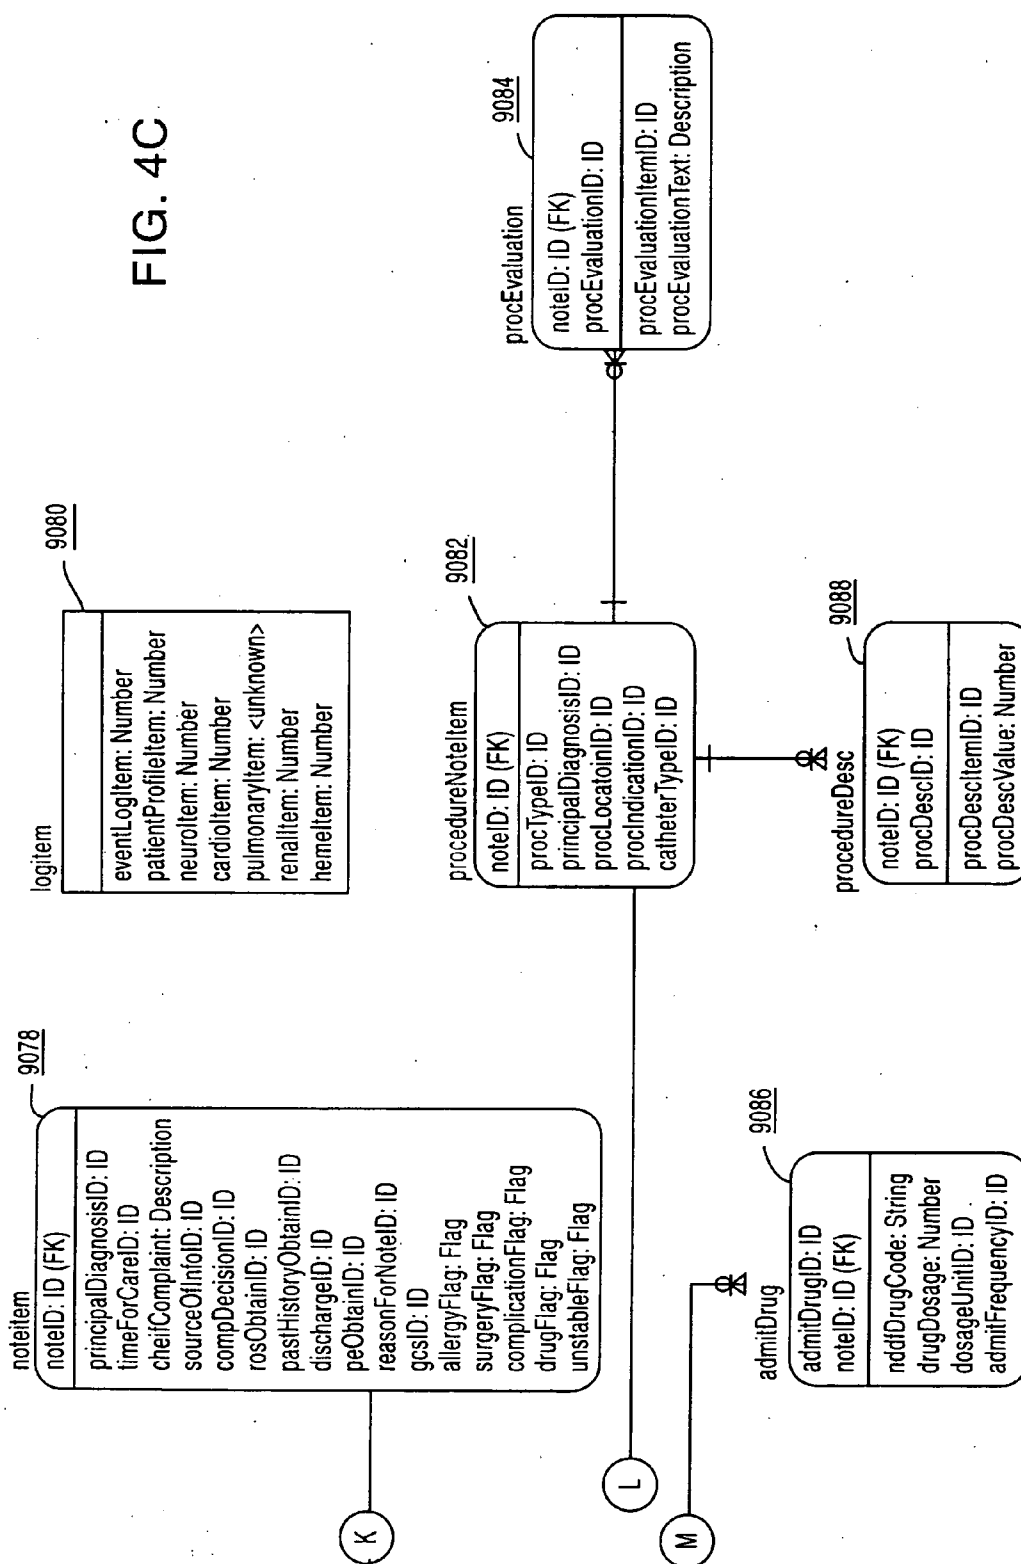 FIG. 4C
noteitem
9078
noteID: ID (FK)
principalDiagnosisID: ID
timeForCareID: ID
cheifComplaint: Description
sourceOfInfoID: ID
compDecisionID: ID
rosObtainID: ID
pastHistoryObtainID: ID
dischargeID: ID
peObtainID: ID
reasonForNoteID: ID
gcsID: ID
allergyFlag: Flag
surgeryFlag: Flag
complicationFlag: Flag
drugFlag: Flag
unstableFlag: Flag
logitem
9080
eventLogItem: Number
patientProfileItem: Number
neuroItem: Number
cardioItem: Number
pulmonaryItem: <unknown>
renalItem: Number
hemeItem: Number
K
L
M
procedureNoteItem
9082
noteID: ID (FK)
procTypeID: ID
principalDiagnosisID: ID
procLocatoinID: ID
procIndicationID: ID
catheterTypeID: ID
procEvaluation
9084
noteID: ID (FK)
procEvaluationID: ID
procEvaluationItemID: ID
procEvaluationText: Description
admitDrug
9086
admitDrugID: ID
noteID: ID (FK)
nddfDrugCode: String
drugDosage: Number
dosageUnitID: ID
admitFrequencyID: ID
procedureDesc
9088
noteID: ID (FK)
procDescID: ID
procDescItemID: ID
procDescValue: Number